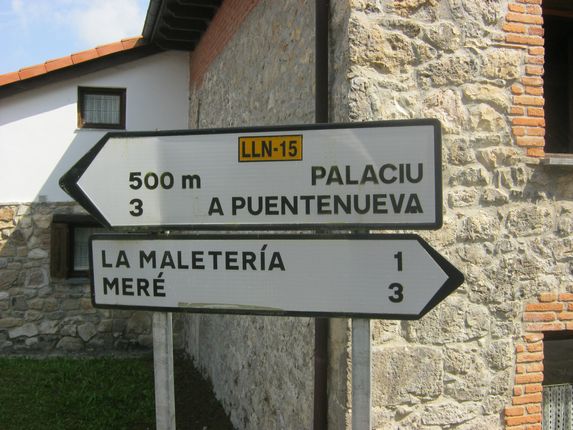 LLN-15
500 m PALACIU
3 A PUENTENUEVA
LA MALETERÍA 1
MERÉ 3